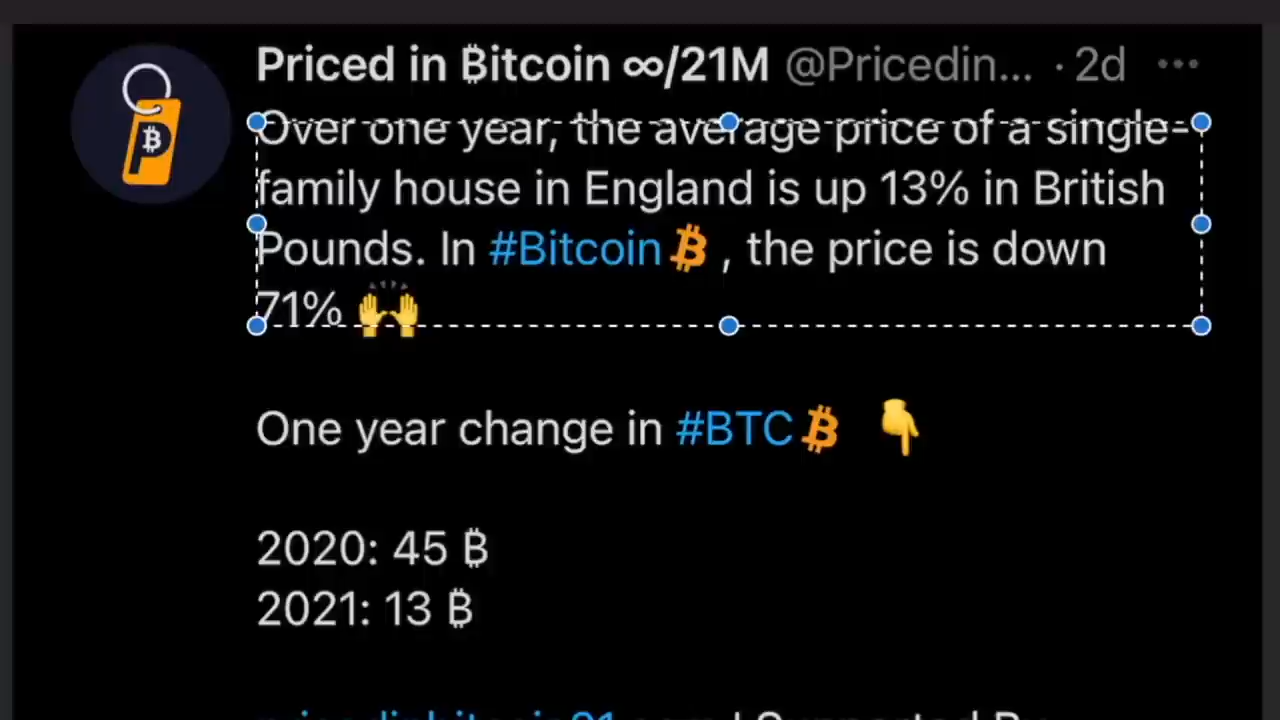 Priced in ₿itcoin ∞/21M @Pricedin... · 2d ···
Over one year, the average price of a single-
family house in England is up 13% in British
Pounds. In #Bitcoin , the price is down
71% 🙌
One year change in #BTC 👇
2020: 45 ₿
2021: 13 ₿